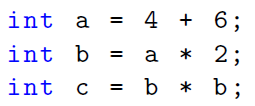 int a = 4 + 6;
int b = a * 2;
int c = b * b;